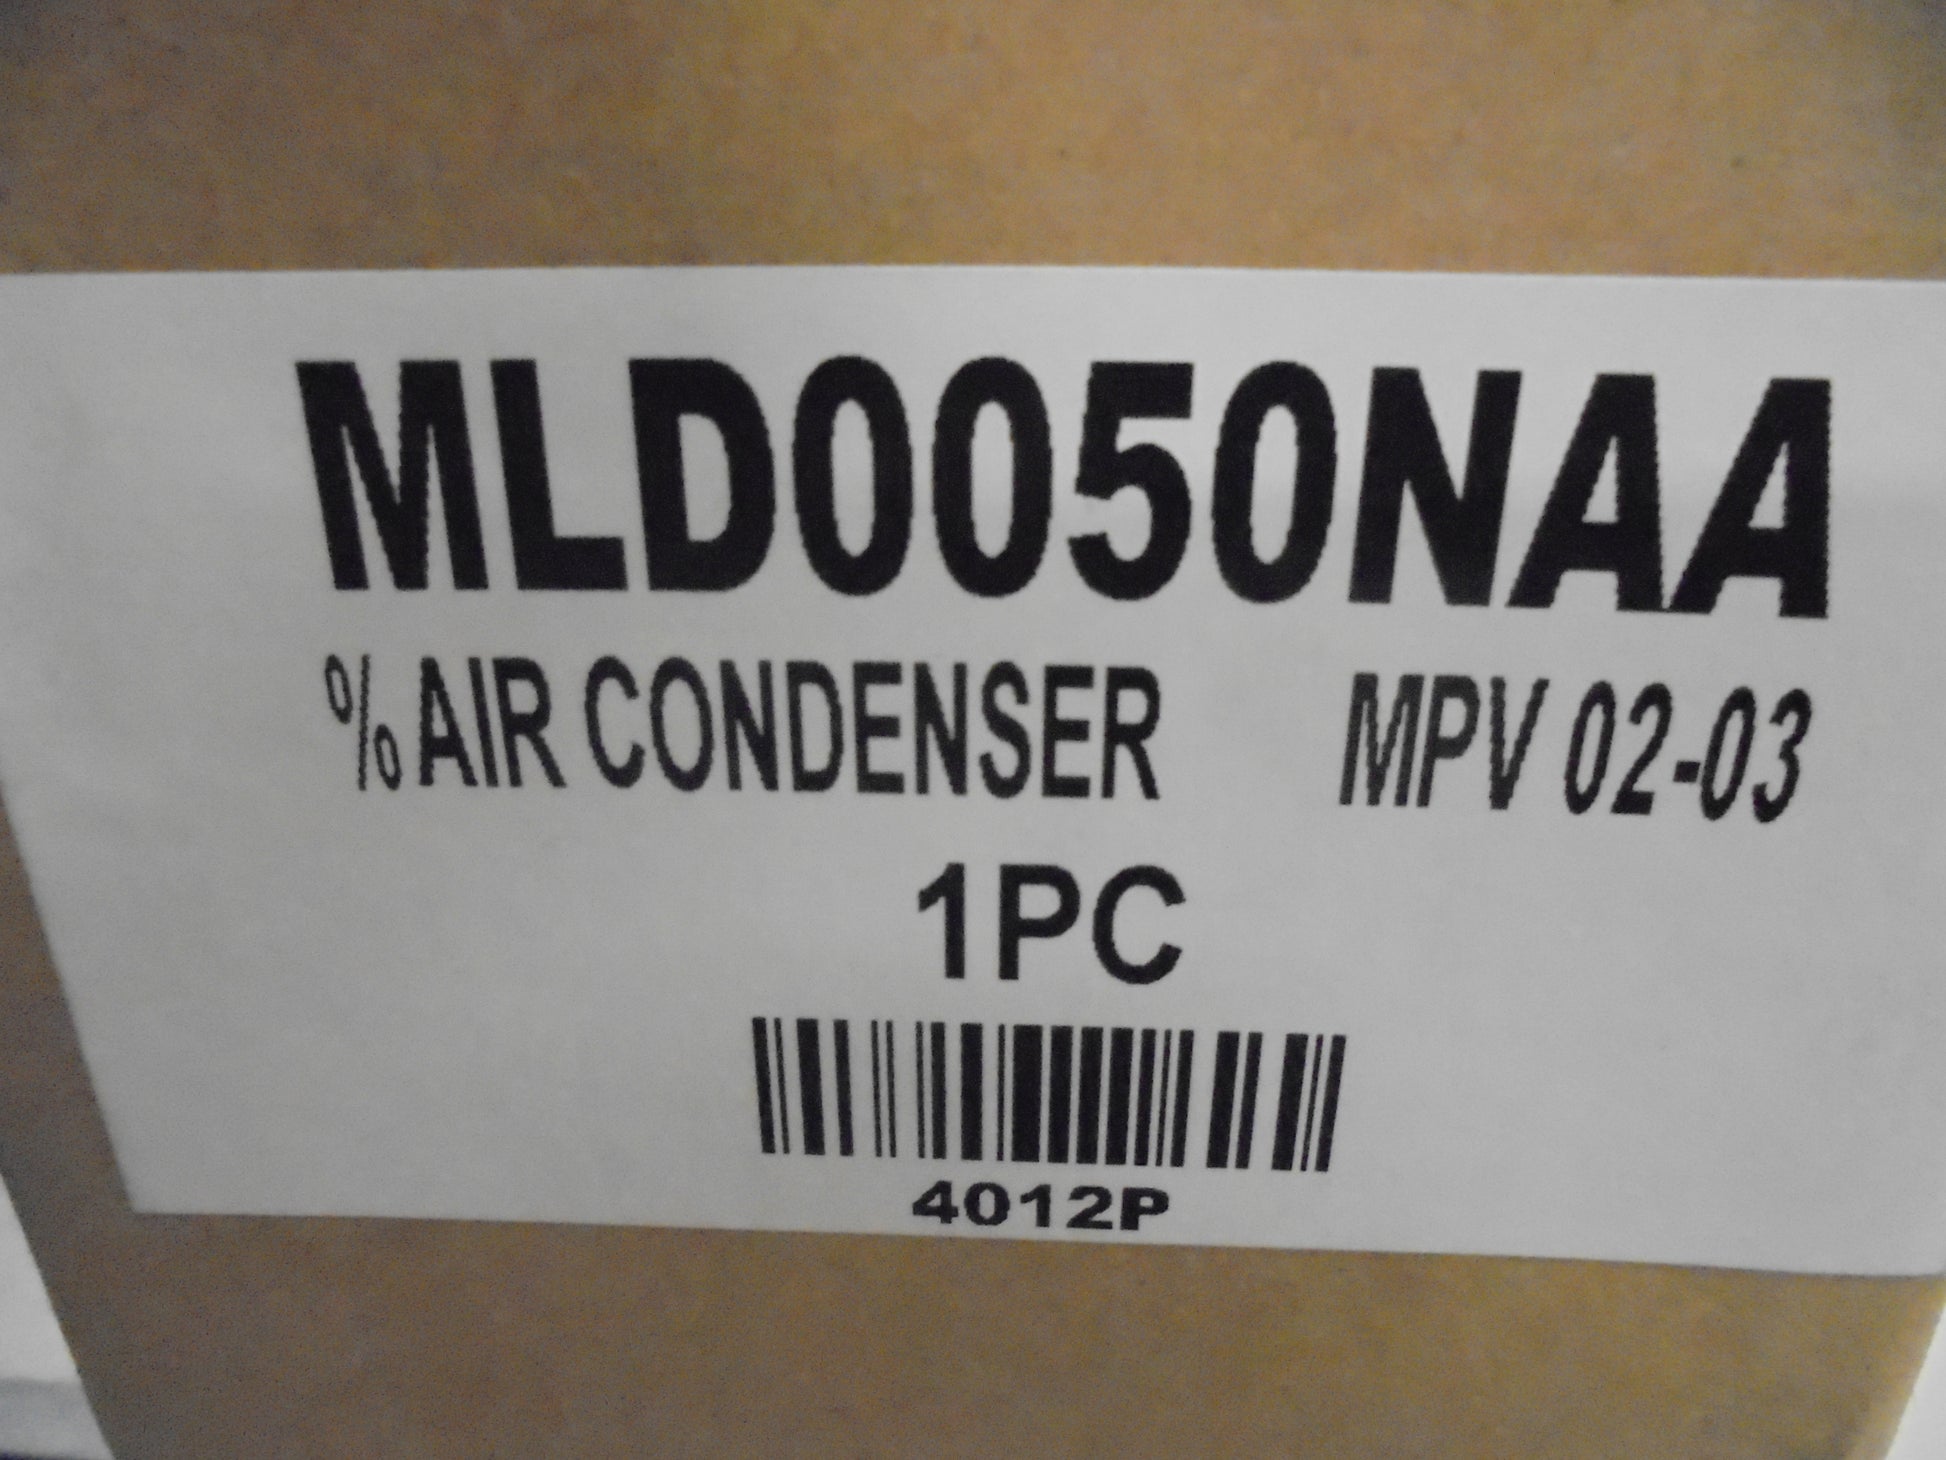 MLD0050NAA
% AIR CONDENSER MPV 02-03
1PC
4012P